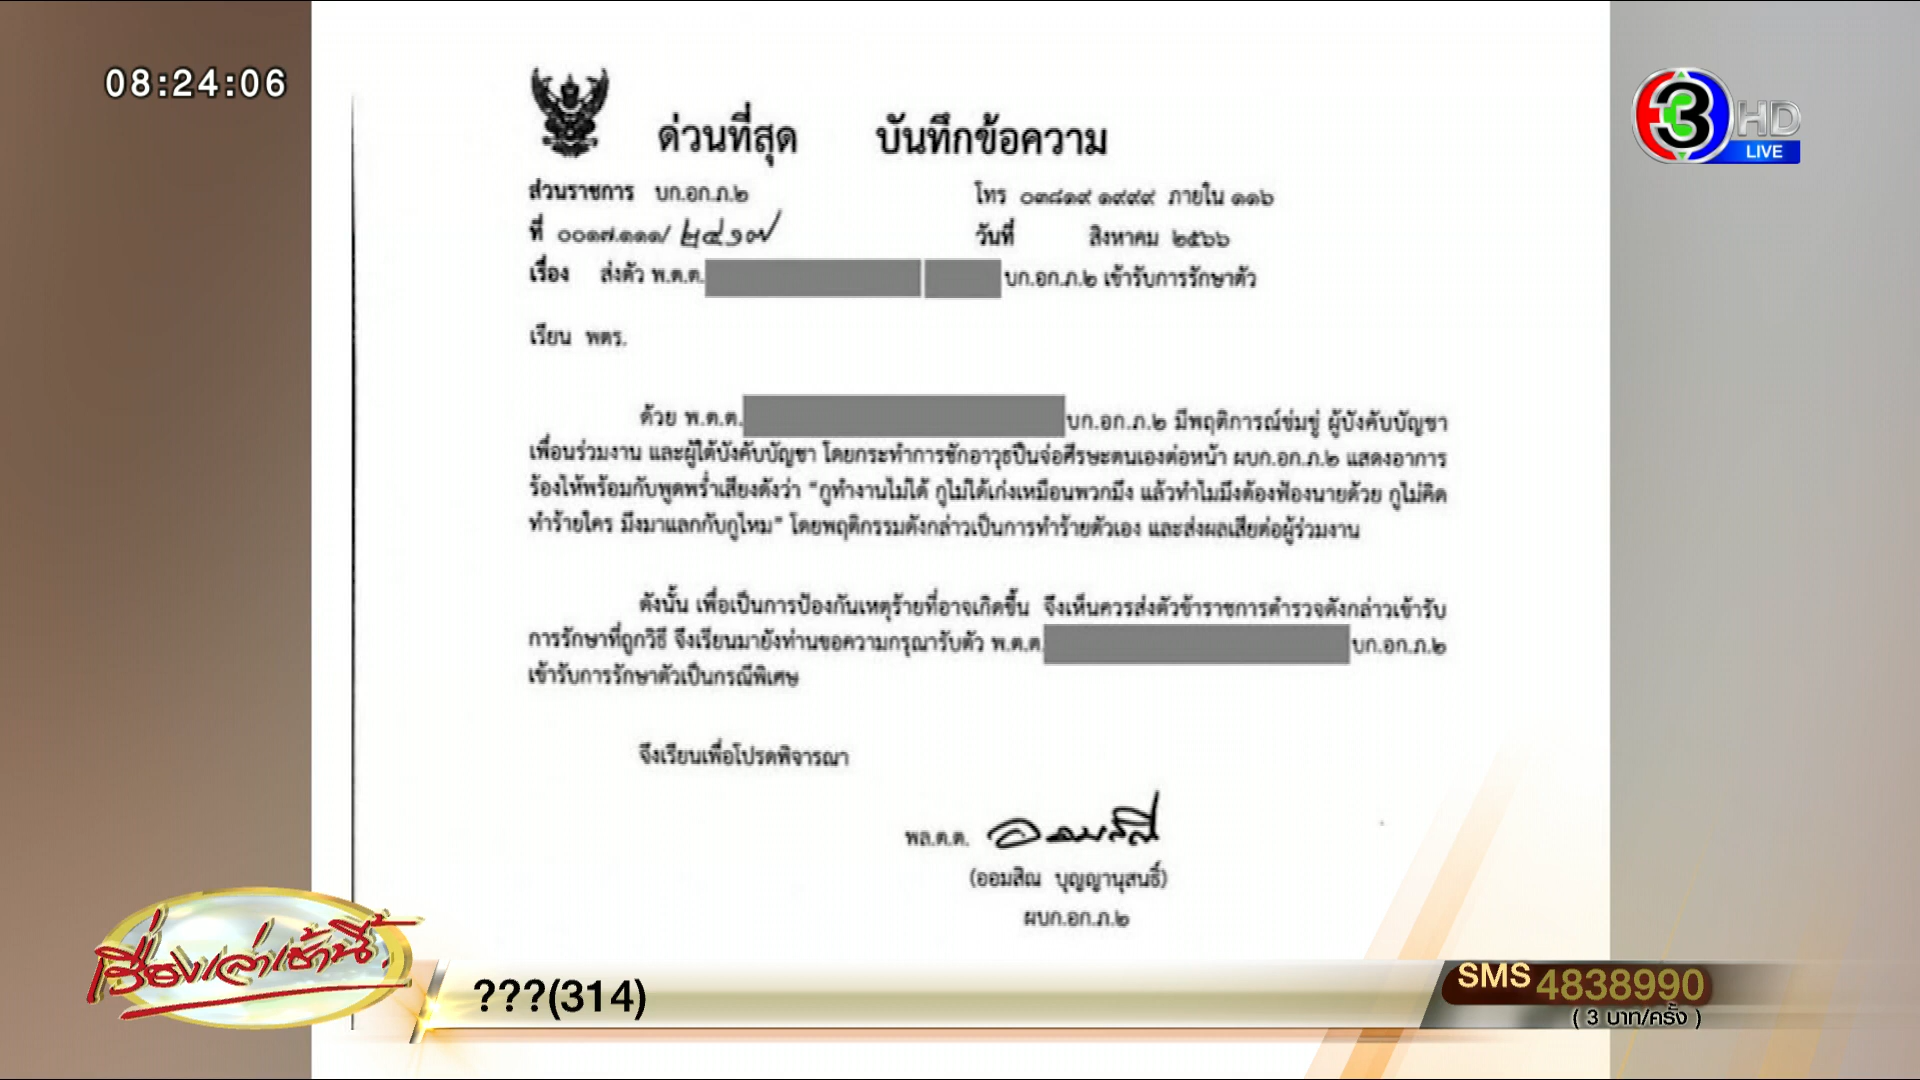 08:24:06
3 HD
LIVE
ด่วนที่สุด บันทึกข้อความ
ส่วนราชการ บก.อก.ภ.๒ โทร ๐๓๘๑๙ ๑๙๙๙ ภายใน ๑๑๖
ที่ ๐๐๑๗.๑๑๑/ ๒๔๑๗ วันที่ สิงหาคม ๒๕๖๖
เรื่อง ส่งตัว พ.ต.ต. บก.อก.ภ.๒ เข้ารับการรักษาตัว
เรียน พตร.
ด้วย พ.ต.ต. บก.อก.ภ.๒ มีพฤติการณ์ข่มขู่ ผู้บังคับบัญชา
เพื่อนร่วมงาน และผู้ใต้บังคับบัญชา โดยกระทำการชักอาวุธปืนจ่อศีรษะตนเองต่อหน้า ผบก.อก.ภ.๒ แสดงอาการ
ร้องไห้พร้อมกับพูดพร่ำเสียงดังว่า “กูทำงานไม่ได้ กูไม่ได้เก่งเหมือนพวกมึง แล้วทำไมมึงต้องฟ้องนายด้วย กูไม่คิด
ทำร้ายใคร มึงมาแลกกับกูไหม” โดยพฤติกรรมดังกล่าวเป็นการทำร้ายตัวเอง และส่งผลเสียต่อผู้ร่วมงาน
ดังนั้น เพื่อเป็นการป้องกันเหตุร้ายที่อาจเกิดขึ้น จึงเห็นควรส่งตัวข้าราชการตำรวจดังกล่าวเข้ารับ
การรักษาที่ถูกวิธี จึงเรียนมายังท่านขอความกรุณารับตัว พ.ต.ต. บก.อก.ภ.๒
เข้ารับการรักษาตัวเป็นกรณีพิเศษ
จึงเรียนเพื่อโปรดพิจารณา
พล.ต.ต. ออมสิณ
(ออมสิณ บุญญานุสนธิ์)
ผบก.อก.ภ.๒
เรื่องเล่าเช้านี้
???(314)
SMS 4838990
( 3 บาท/ครั้ง )